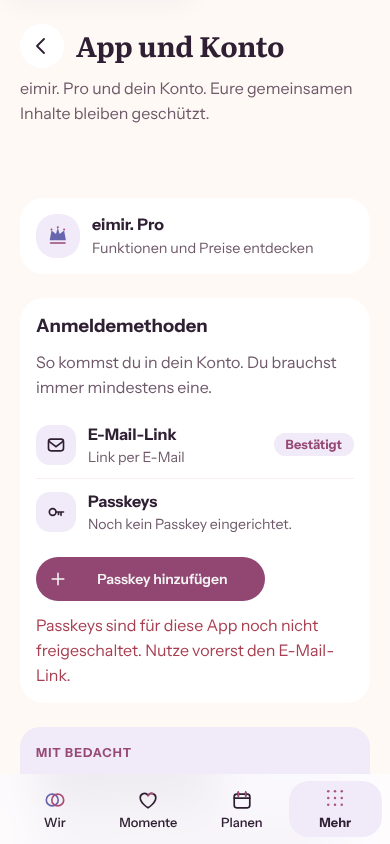 App und Konto
eimir. Pro und dein Konto. Eure gemeinsamen
Inhalte bleiben geschützt.
eimir. Pro
Funktionen und Preise entdecken
Anmeldemethoden
So kommst du in dein Konto. Du brauchst
immer mindestens eine.
E-Mail-Link
Bestätigt
Link per E-Mail
Passkeys
Noch kein Passkey eingerichtet.
Passkey hinzufügen
Passkeys sind für diese App noch nicht
freigeschaltet. Nutze vorerst den E-Mail-
Link.
MIT BEDACHT
Wir Momente Planen Mehr